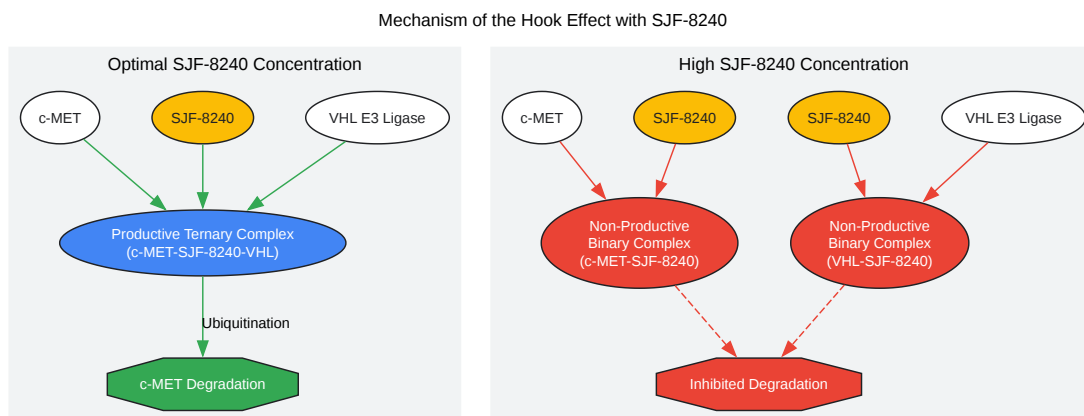 Mechanism of the Hook Effect with SJF-8240
Optimal SJF-8240 Concentration
c-MET
SJF-8240
VHL E3 Ligase
Productive Ternary Complex
(c-MET-SJF-8240-VHL)
Ubiquitination
c-MET Degradation
High SJF-8240 Concentration
c-MET
SJF-8240
SJF-8240
VHL E3 Ligase
Non-Productive
Binary Complex
(c-MET-SJF-8240)
Non-Productive
Binary Complex
(VHL-SJF-8240)
Inhibited Degradation